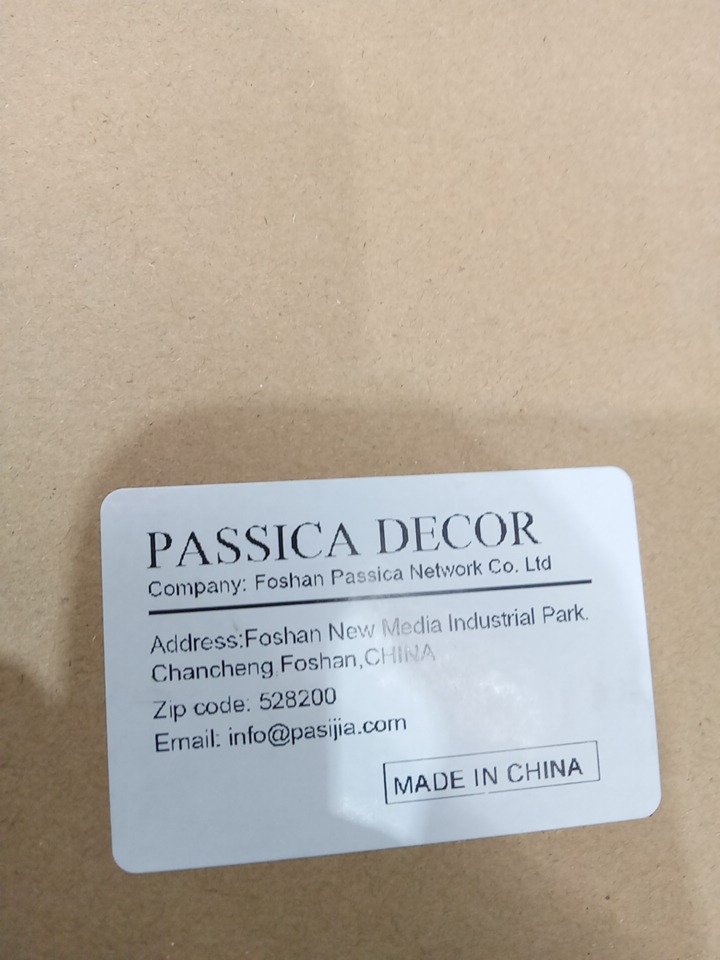 PASSICA DECOR
Company: Foshan Passica Network Co. Ltd
Address:Foshan New Media Industrial Park.
Chancheng,Foshan,CHINA
Zip code: 528200
Email: info@pasijia.com
MADE IN CHINA